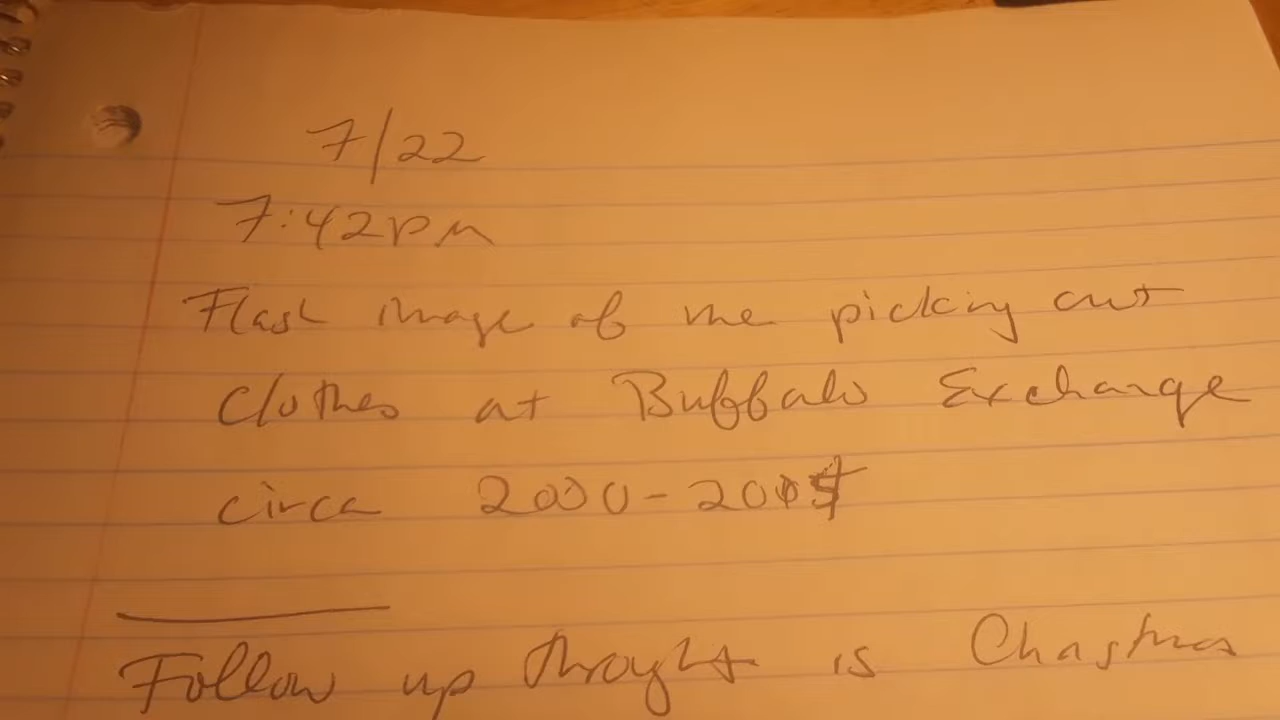 7/22
7:42PM
Flash image of me picking out
clothes at Buffalo Exchange
circa 2000-2005
Follow up thought is